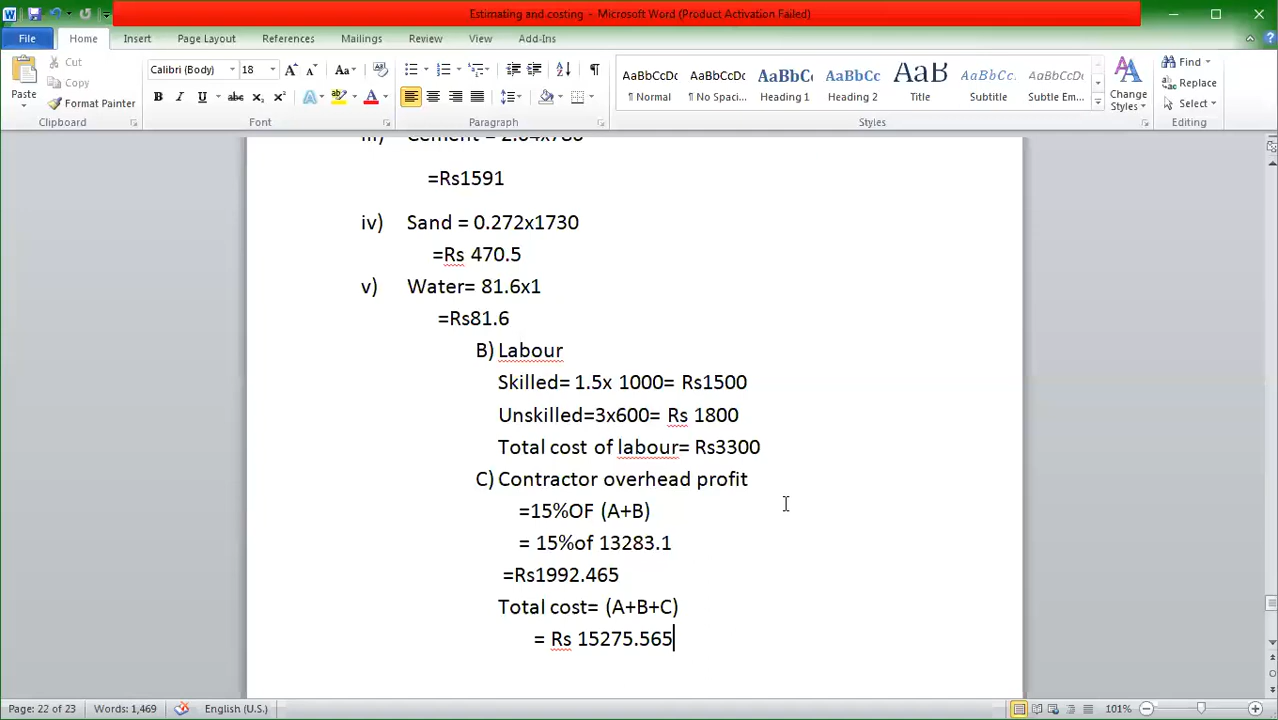 Estimating and costing - Microsoft Word (Product Activation Failed)
File Home Insert Page Layout References Mailings Review View Add-Ins
Cut
Copy
Format Painter
Paste
Clipboard
Calibri (Body) 18
Font
Paragraph
AaBbCcDc AaBbCcDc AaBbC AaBbCc AaB AaBbCc. AaBbCcDc
¶ Normal ¶ No Spaci... Heading 1 Heading 2 Title Subtitle Subtle Em...
Styles
Change Styles
Find
Replace
Select
Editing
iii) Cement = 2.04x780
=Rs1591
iv) Sand = 0.272x1730
=Rs 470.5
v) Water= 81.6x1
=Rs81.6
B) Labour
Skilled= 1.5x 1000= Rs1500
Unskilled=3x600= Rs 1800
Total cost of labour= Rs3300
C) Contractor overhead profit
=15%OF (A+B)
= 15%of 13283.1
=Rs1992.465
Total cost= (A+B+C)
= Rs 15275.565
Page: 22 of 23 Words: 1,469 English (U.S.) 101%